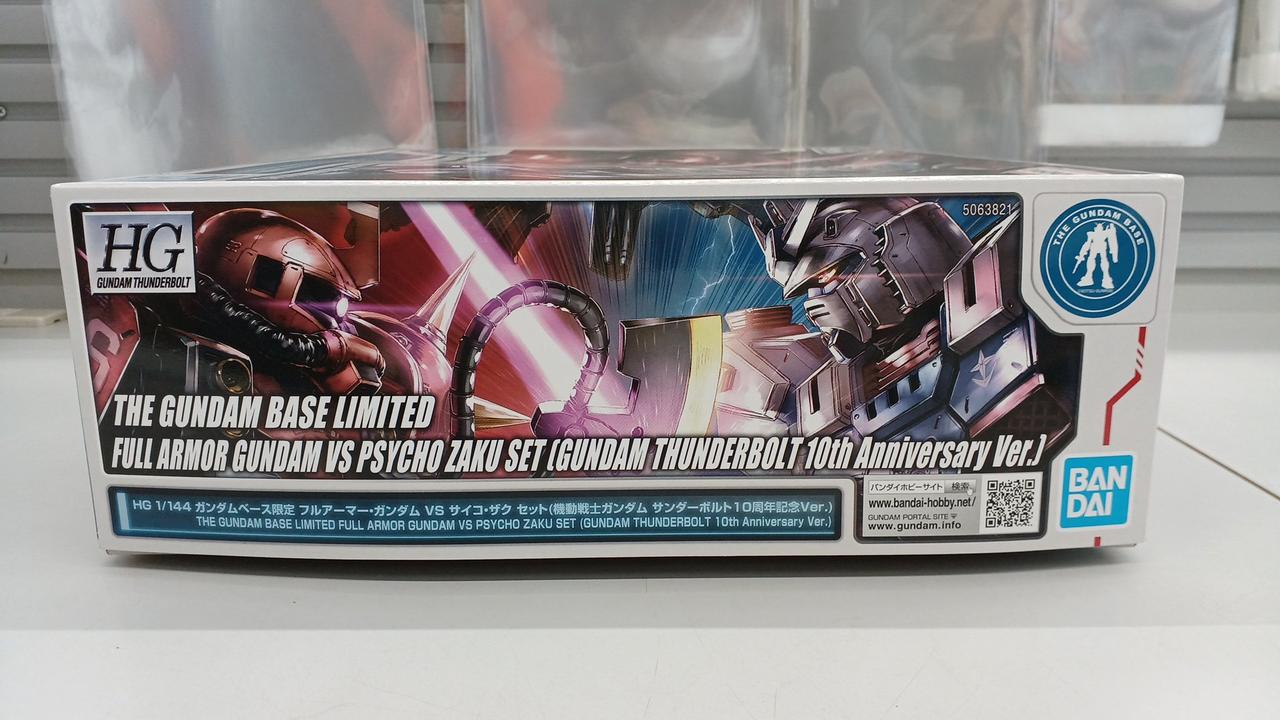 HG
GUNDAM THUNDERBOLT
5063821
THE GUNDAM BASE
THE GUNDAM BASE LIMITED
FULL ARMOR GUNDAM VS PSYCHO ZAKU SET (GUNDAM THUNDERBOLT 10th Anniversary Ver.)
HG 1/144 ガンダムベース限定 フルアーマー・ガンダム VS サイコ・ザク セット(機動戦士ガンダム サンダーボルト10周年記念Ver.)
THE GUNDAM BASE LIMITED FULL ARMOR GUNDAM VS PSYCHO ZAKU SET (GUNDAM THUNDERBOLT 10th Anniversary Ver.)
バンダイホビーサイト 検索
www.bandai-hobby.net/
GUNDAM PORTAL SITE
www.gundam.info
BAN
DAI